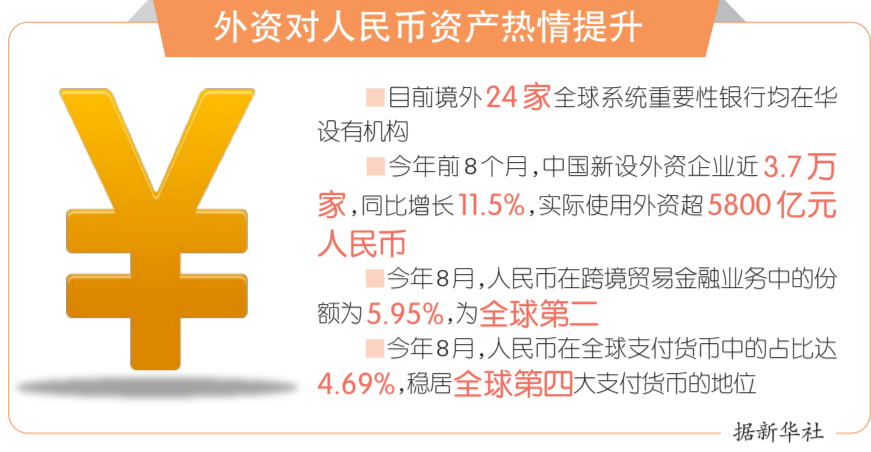 外资对人民币资产热情提升
■目前境外24家全球系统重要性银行均在华
设有机构
■今年前8个月,中国新设外资企业近3.7万
家,同比增长11.5%,实际使用外资超5800亿元
人民币
■今年8月,人民币在跨境贸易金融业务中的份
额为5.95%,为全球第二
■今年8月,人民币在全球支付货币中的占比达
4.69%,稳居全球第四大支付货币的地位
据新华社